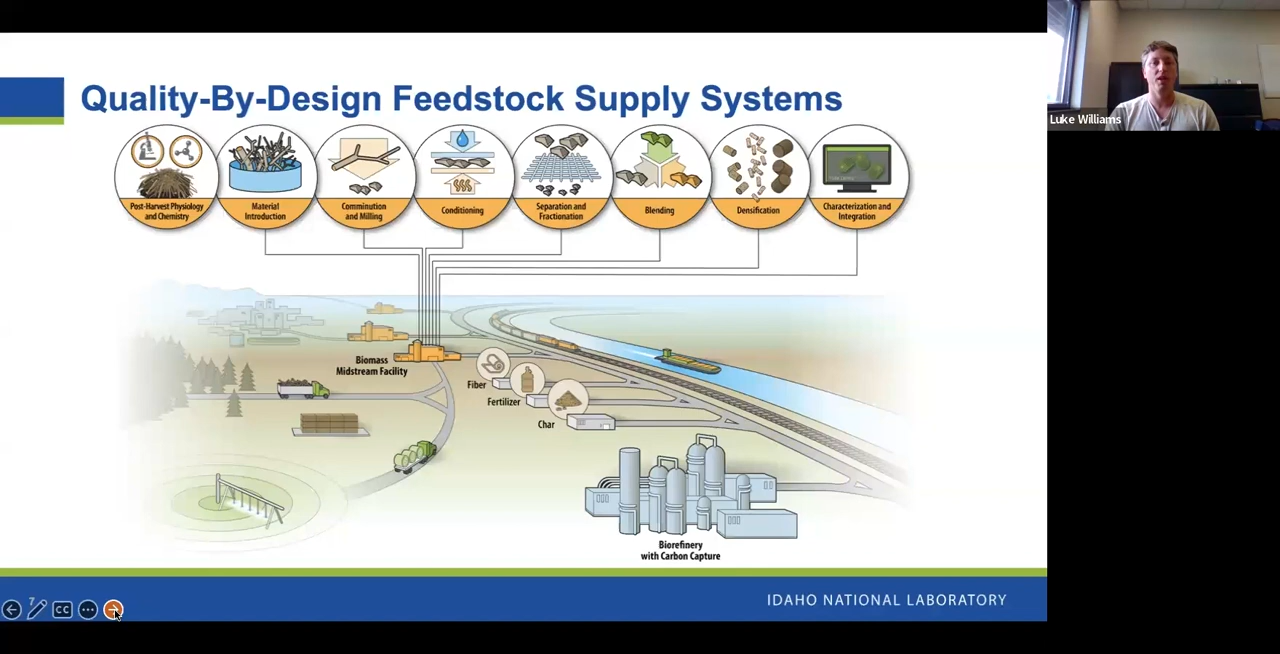 Quality-By-Design Feedstock Supply Systems
Luke Williams
Post-Harvest Physiology
and Chemistry
Material
Introduction
Comminution
and Milling
Conditioning
Separation and
Fractionation
Blending
Densification
Characterization and
Integration
Biomass
Midstream Facility
Fiber
Fertilizer
Char
Biorefinery
with Carbon Capture
7
CC
IDAHO NATIONAL LABORATORY